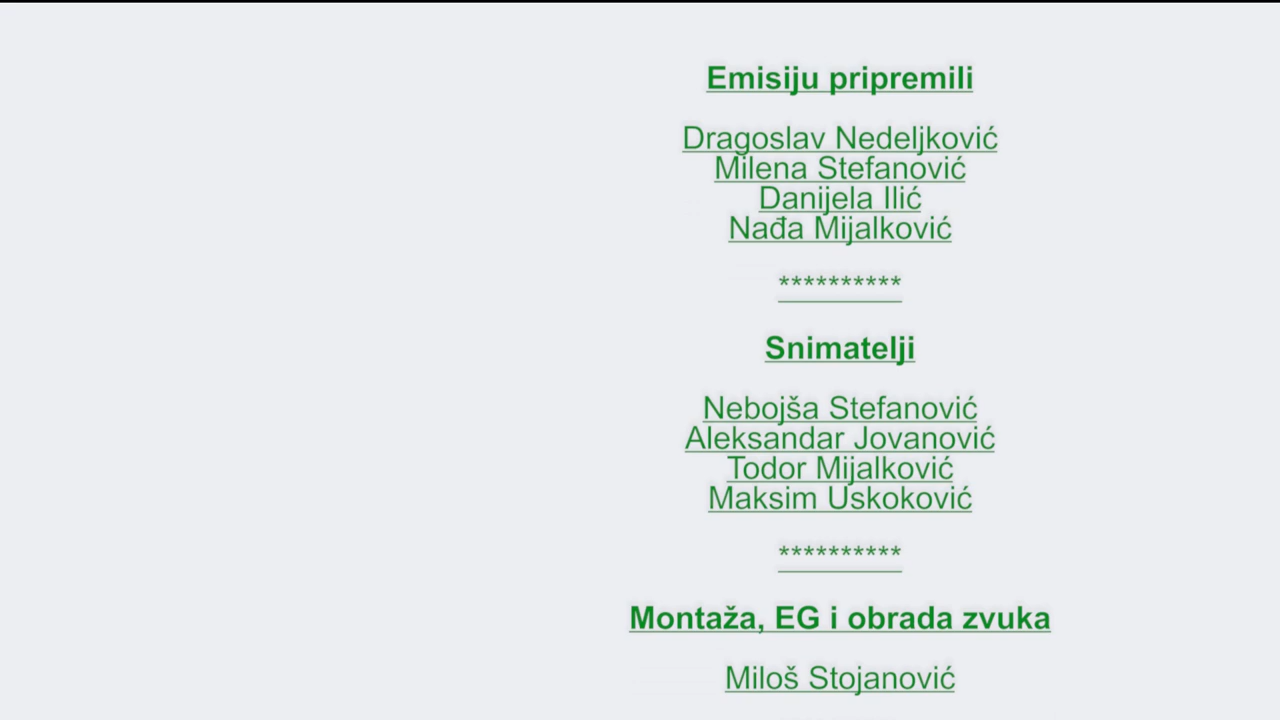 Emisiju pripremili
Dragoslav Nedeljković
Milena Stefanović
Danijela Ilić
Nađa Mijalković
**********
Snimatelji
Nebojša Stefanović
Aleksandar Jovanović
Todor Mijalković
Maksim Uskoković
**********
Montaža, EG i obrada zvuka
Miloš Stojanović